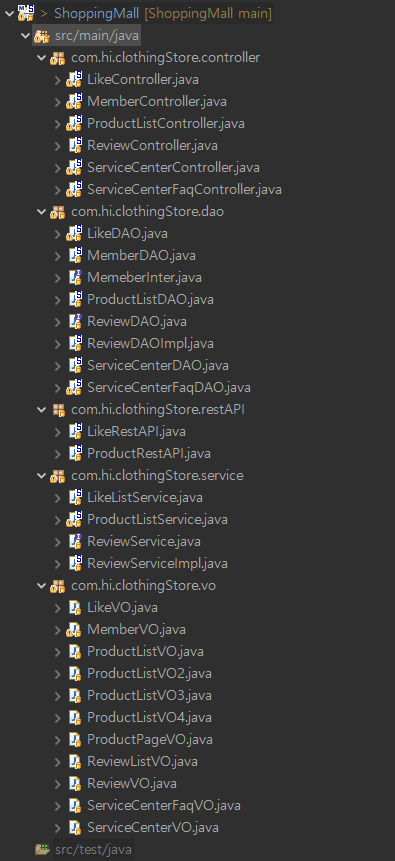 > ShoppingMall [ShoppingMall main]
src/main/java
com.hi.clothingStore.controller
LikeController.java
MemberController.java
ProductListController.java
ReviewController.java
ServiceCenterController.java
ServiceCenterFaqController.java
com.hi.clothingStore.dao
LikeDAO.java
MemberDAO.java
MemeberInter.java
ProductListDAO.java
ReviewDAO.java
ReviewDAOImpl.java
ServiceCenterDAO.java
ServiceCenterFaqDAO.java
com.hi.clothingStore.restAPI
LikeRestAPI.java
ProductRestAPI.java
com.hi.clothingStore.service
LikeListService.java
ProductListService.java
ReviewService.java
ReviewServiceImpl.java
com.hi.clothingStore.vo
LikeVO.java
MemberVO.java
ProductListVO.java
ProductListVO2.java
ProductListVO3.java
ProductListVO4.java
ProductPageVO.java
ReviewListVO.java
ReviewVO.java
ServiceCenterFaqVO.java
ServiceCenterVO.java
src/test/java